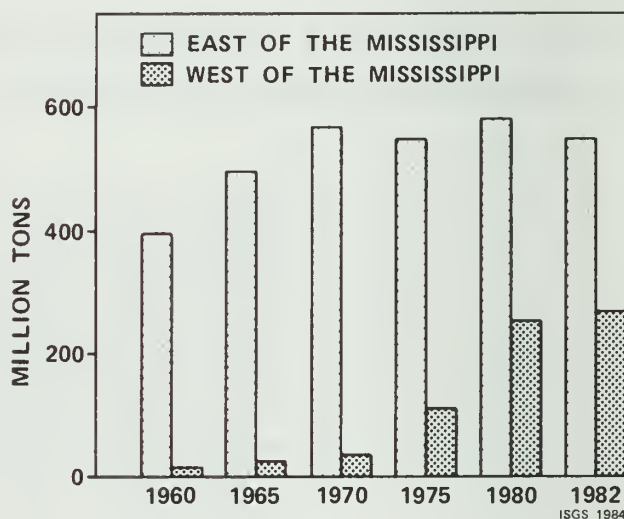 EAST OF THE MISSISSIPPI
WEST OF THE MISSISSIPPI
600
400
200
0
MILLION TONS
1960 1965 1970 1975 1980 1982
ISGS 1984